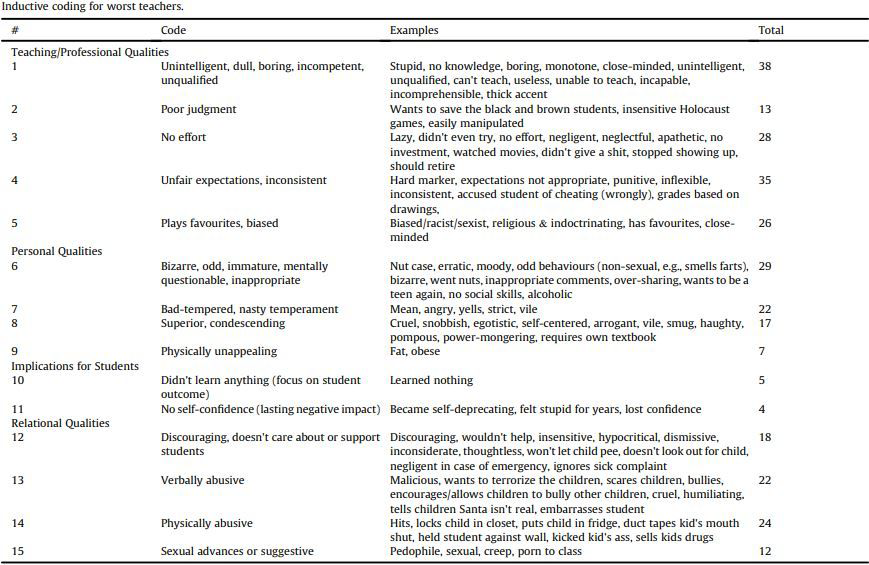 Inductive coding for worst teachers.
# Code Examples Total
Teaching/Professional Qualities
1 Unintelligent, dull, boring, incompetent, Stupid, no knowledge, boring, monotone, close-minded, unintelligent, 38
unqualified unqualified, can't teach, useless, unable to teach, incapable,
incomprehensible, thick accent
2 Poor judgment Wants to save the black and brown students, insensitive Holocaust 13
games, easily manipulated
3 No effort Lazy, didn't even try, no effort, negligent, neglectful, apathetic, no 28
investment, watched movies, didn't give a shit, stopped showing up,
should retire
4 Unfair expectations, inconsistent Hard marker, expectations not appropriate, punitive, inflexible, 35
inconsistent, accused student of cheating (wrongly), grades based on
drawings,
5 Plays favourites, biased Biased/racist/sexist, religious & indoctrinating, has favourites, close- 26
minded
Personal Qualities
6 Bizarre, odd, immature, mentally Nut case, erratic, moody, odd behaviours (non-sexual, e.g., smells farts), 29
questionable, inappropriate bizarre, went nuts, inappropriate comments, over-sharing, wants to be a
teen again, no social skills, alcoholic
7 Bad-tempered, nasty temperament Mean, angry, yells, strict, vile 22
8 Superior, condescending Cruel, snobbish, egotistic, self-centered, arrogant, vile, smug, haughty, 17
pompous, power-mongering, requires own textbook
9 Physically unappealing Fat, obese 7
Implications for Students
10 Didn't learn anything (focus on student Learned nothing 5
outcome)
11 No self-confidence (lasting negative impact) Became self-deprecating, felt stupid for years, lost confidence 4
Relational Qualities
12 Discouraging, doesn't care about or support Discouraging, wouldn't help, insensitive, hypocritical, dismissive, 18
students inconsiderate, thoughtless, won't let child pee, doesn't look out for child,
negligent in case of emergency, ignores sick complaint
13 Verbally abusive Malicious, wants to terrorize the children, scares children, bullies, 22
encourages/allows children to bully other children, cruel, humiliating,
tells children Santa isn't real, embarrasses student
14 Physically abusive Hits, locks child in closet, puts child in fridge, duct tapes kid's mouth 24
shut, held student against wall, kicked kid's ass, sells kids drugs
15 Sexual advances or suggestive Pedophile, sexual, creep, porn to class 12